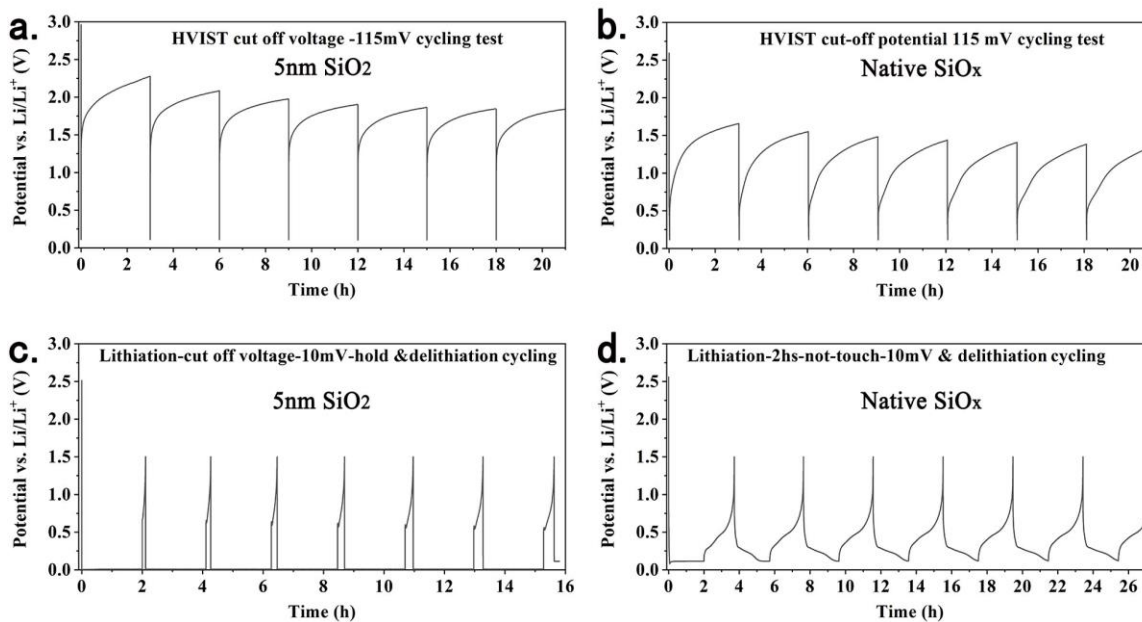 a.
HVIST cut off voltage -115mV cycling test
5nm SiO2
Potential vs. Li/Li+ (V)
3.0
2.5
2.0
1.5
1.0
0.5
0.0
0 2 4 6 8 10 12 14 16 18 20
Time (h)
b.
HVIST cut-off potential 115 mV cycling test
Native SiOx
Potential vs. Li/Li+ (V)
3.0
2.5
2.0
1.5
1.0
0.5
0.0
0 2 4 6 8 10 12 14 16 18 20
Time (h)
c.
Lithiation-cut off voltage-10mV-hold &delithiation cycling
5nm SiO2
Potential vs. Li/Li+ (V)
3.0
2.5
2.0
1.5
1.0
0.5
0.0
0 2 4 6 8 10 12 14 16
Time (h)
d.
Lithiation-2hs-not-touch-10mV & delithiation cycling
Native SiOx
Potential vs. Li/Li+ (V)
3.0
2.5
2.0
1.5
1.0
0.5
0.0
0 2 4 6 8 10 12 14 16 18 20 22 24 26
Time (h)